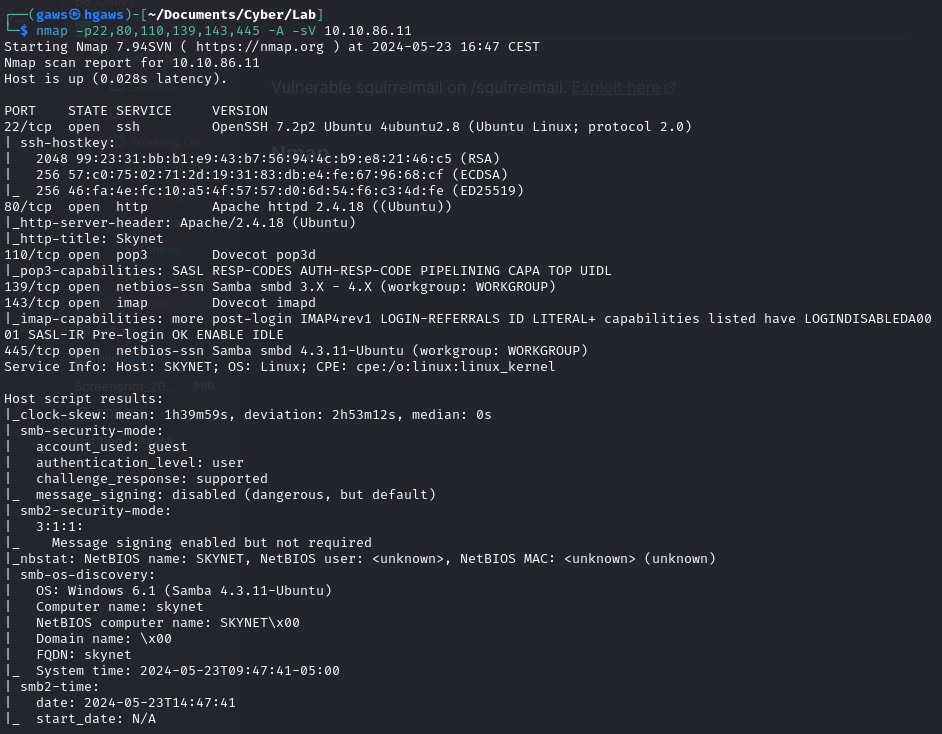 ┌──(gaws㉿hgaws)-[~/Documents/Cyber/Lab]
└─$ nmap -p22,80,110,139,143,445 -A -sV 10.10.86.11
Starting Nmap 7.94SVN ( https://nmap.org ) at 2024-05-23 16:47 CEST
Nmap scan report for 10.10.86.11
Host is up (0.028s latency).
Vulnerable squirrelmail on /squirrelmail. Exploit here
PORT    STATE SERVICE     VERSION
22/tcp  open  ssh         OpenSSH 7.2p2 Ubuntu 4ubuntu2.8 (Ubuntu Linux; protocol 2.0)
| ssh-hostkey:
Nmap
|   2048 99:23:31:bb:b1:e9:43:b7:56:94:4c:b9:e8:21:46:c5 (RSA)
|   256 57:c0:75:02:71:2d:19:31:83:db:e4:fe:67:96:68:cf (ECDSA)
|_  256 46:fa:4e:fc:10:a5:4f:57:57:d0:6d:54:f6:c3:4d:fe (ED25519)
80/tcp  open  http        Apache httpd 2.4.18 ((Ubuntu))
|_http-server-header: Apache/2.4.18 (Ubuntu)
|_http-title: Skynet
110/tcp open  pop3        Dovecot pop3d
|_pop3-capabilities: SASL RESP-CODES AUTH-RESP-CODE PIPELINING CAPA TOP UIDL
139/tcp open  netbios-ssn Samba smbd 3.X - 4.X (workgroup: WORKGROUP)
143/tcp open  imap        Dovecot imapd
|_imap-capabilities: more post-login IMAP4rev1 LOGIN-REFERRALS ID LITERAL+ capabilities listed have LOGINDISABLEDA00
01 SASL-IR Pre-login OK ENABLE IDLE
445/tcp open  netbios-ssn Samba smbd 4.3.11-Ubuntu (workgroup: WORKGROUP)
Service Info: Host: SKYNET; OS: Linux; CPE: cpe:/o:linux:linux_kernel
Screenshot_20... PNG
Host script results:
|_clock-skew: mean: 1h39m59s, deviation: 2h53m12s, median: 0s
| smb-security-mode:
|   account_used: guest
|   authentication_level: user
|   challenge_response: supported
|_  message_signing: disabled (dangerous, but default)
| smb2-security-mode:
|   3:1:1:
|_    Message signing enabled but not required
|_nbstat: NetBIOS name: SKYNET, NetBIOS user: <unknown>, NetBIOS MAC: <unknown> (unknown)
| smb-os-discovery:
|   OS: Windows 6.1 (Samba 4.3.11-Ubuntu)
|   Computer name: skynet
|   NetBIOS computer name: SKYNET\x00
|   Domain name: \x00
|   FQDN: skynet
|_  System time: 2024-05-23T09:47:41-05:00
| smb2-time:
|   date: 2024-05-23T14:47:41
|_  start_date: N/A